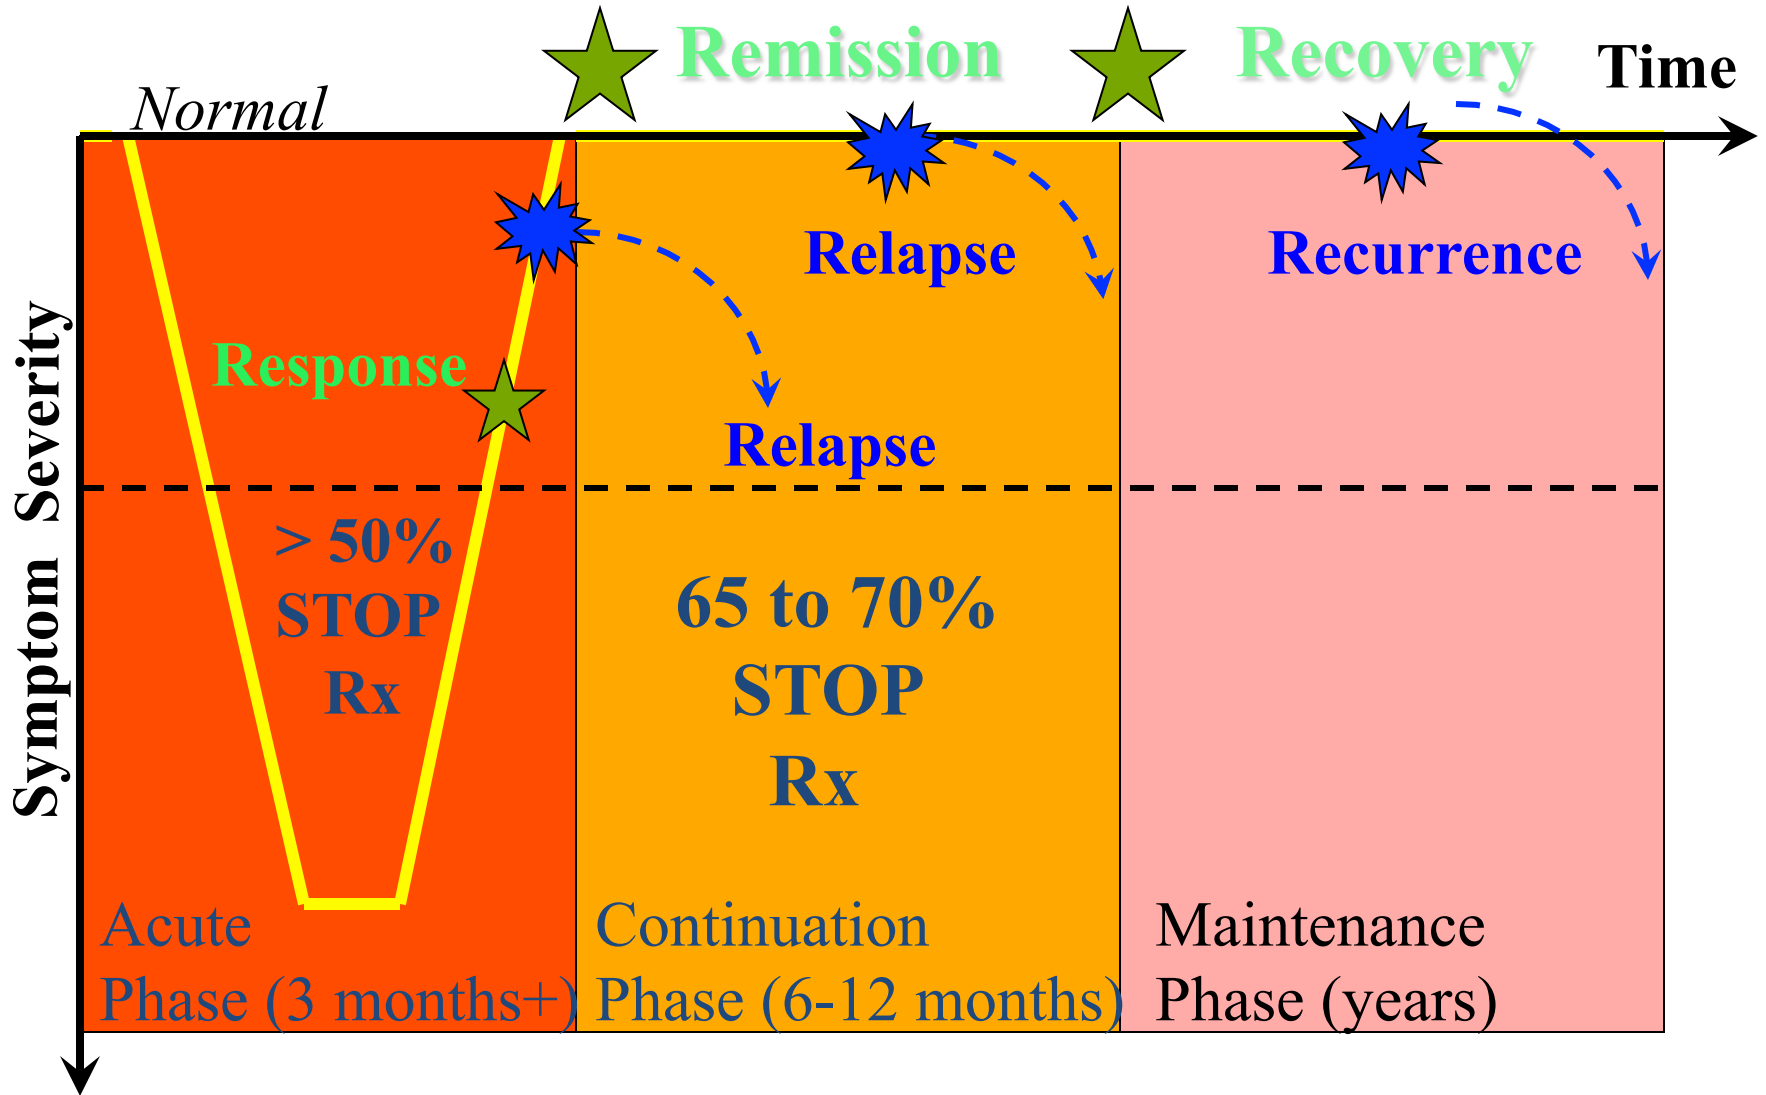 Remission
Recovery
Time
Normal
Symptom Severity
Response
Relapse
Recurrence
Relapse
> 50%
STOP
Rx
65 to 70%
STOP
Rx
Acute
Phase (3 months+)
Continuation
Phase (6-12 months)
Maintenance
Phase (years)